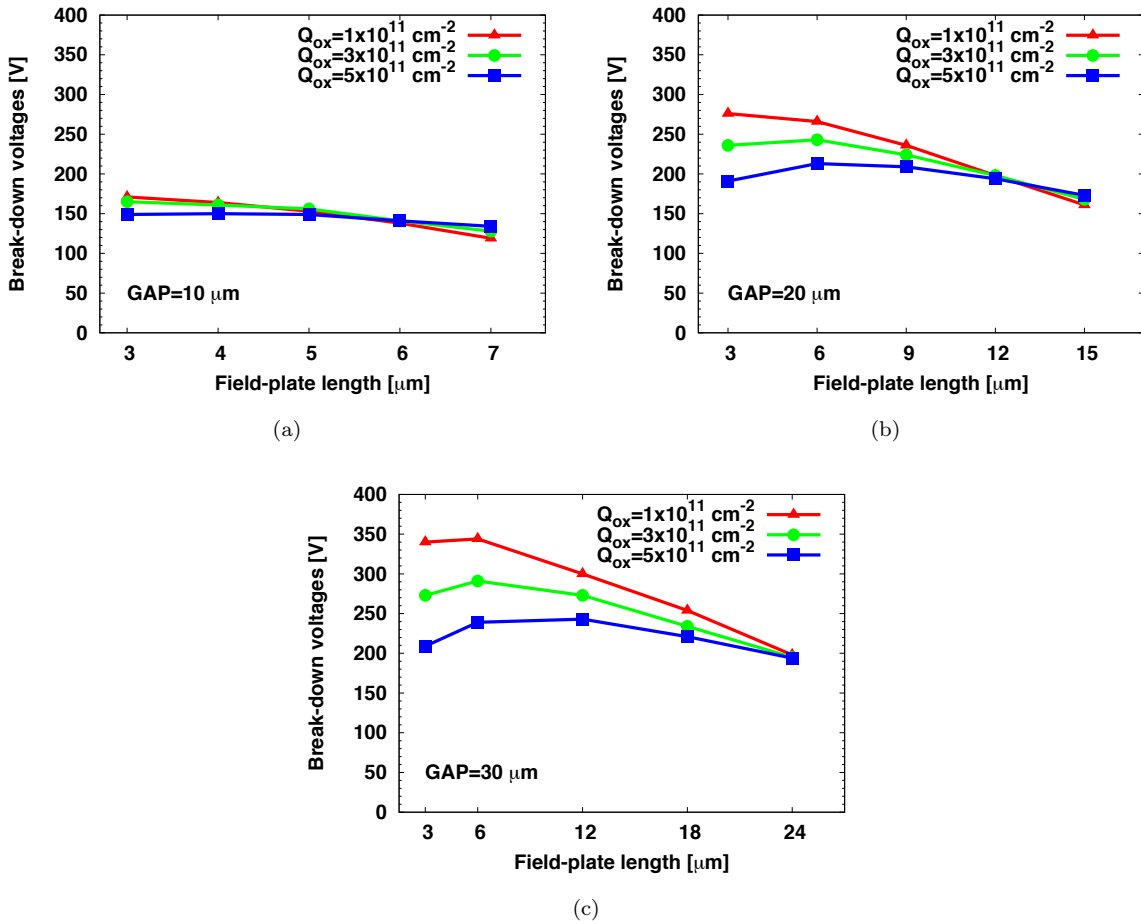 400
350
300
250
200
150
100
50
0
Break-down voltages [V]
Q_ox=1x10^11 cm^-2
Q_ox=3x10^11 cm^-2
Q_ox=5x10^11 cm^-2
GAP=10 μm
3 4 5 6 7
Field-plate length [μm]
(a)
400
350
300
250
200
150
100
50
0
Break-down voltages [V]
Q_ox=1x10^11 cm^-2
Q_ox=3x10^11 cm^-2
Q_ox=5x10^11 cm^-2
GAP=20 μm
3 6 9 12 15
Field-plate length [μm]
(b)
400
350
300
250
200
150
100
50
0
Break-down voltages [V]
Q_ox=1x10^11 cm^-2
Q_ox=3x10^11 cm^-2
Q_ox=5x10^11 cm^-2
GAP=30 μm
3 6 12 18 24
Field-plate length [μm]
(c)